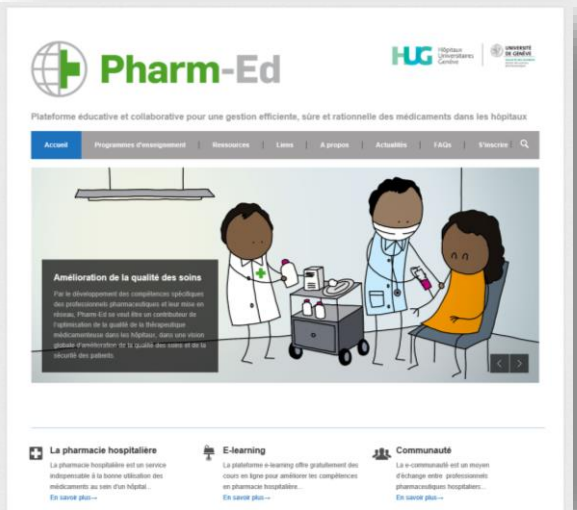 Pharm-Ed
HUG Hôpitaux
Universitaires
Genève
UNIVERSITÉ
DE GENÈVE
Plateforme éducative et collaborative pour une gestion efficiente, sûre et rationnelle des médicaments dans les hôpitaux
Accueil | Programmes d'enseignement | Ressources | Liens | A propos | Actualités | FAQs | S'inscrire
Amélioration de la qualité des soins
Par le développement des compétences spécifiques
des professionnels pharmaceutiques et leur mise en
réseau, Pharm-Ed se veut être un contributeur de
l'optimisation de la qualité de la thérapeutique
médicamenteuse dans les hôpitaux, dans une vision
globale d'amélioration de la qualité des soins et de la
sécurité des patients.
La pharmacie hospitalière
La pharmacie hospitalière est un service
indispensable à la bonne utilisation des
médicaments au sein d'un hôpital...
En savoir plus→
E-learning
La plateforme e-learning offre gratuitement des
cours en ligne pour améliorer les compétences
en pharmacie hospitalière...
En savoir plus→
Communauté
La e-communauté est un moyen
d'échange entre professionnels
pharmaceutiques hospitaliers...
En savoir plus→